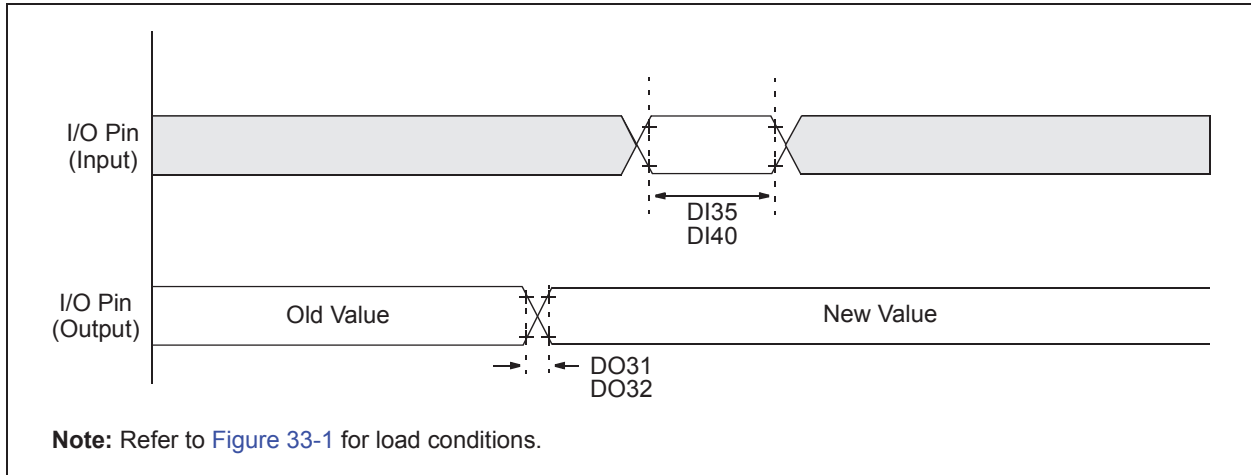 I/O Pin
(Input)
DI35
DI40
I/O Pin
(Output)
Old Value
New Value
DO31
DO32
Note: Refer to Figure 33-1 for load conditions.